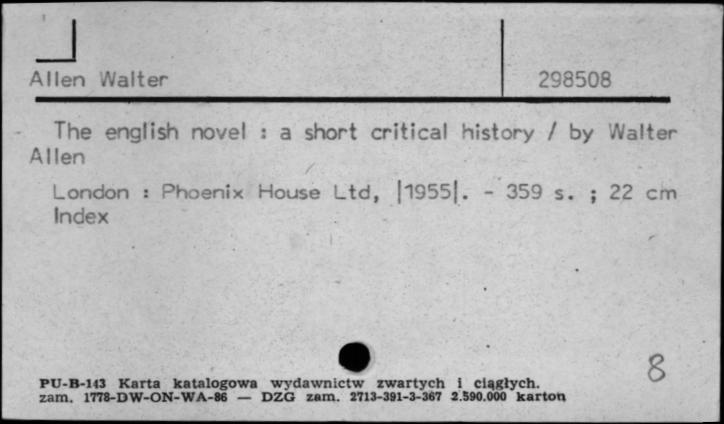 Allen Walter 298508
The english novel : a short critical history / by Walter
Allen
London : Phoenix House Ltd, |1955|. - 359 s. ; 22 cm
Index
8
PU-B-143 Karta katalogowa wydawnictw zwartych i ciągłych.
zam. 1778-DW-ON-WA-86 — DZG zam. 2713-391-3-367 2.590.000 karton